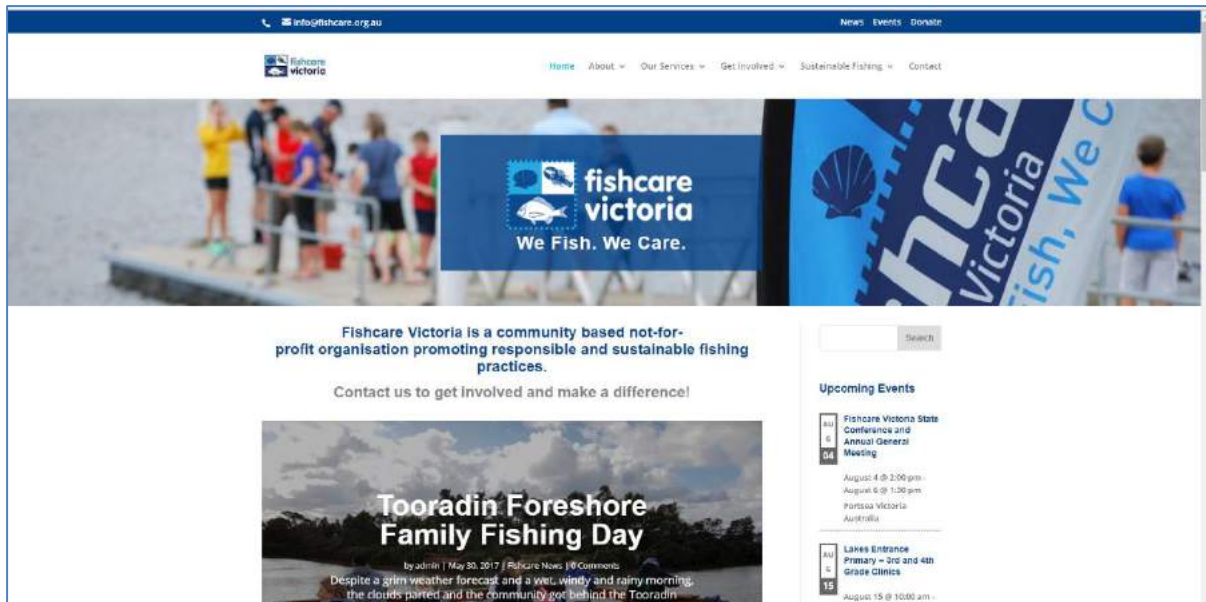 info@fishcare.org.au
News Events Donate
fishcare
victoria
Home About Our Services Get Involved Sustainable Fishing Contact
fishcare
victoria
We Fish. We Care.
Victoria
Fish, We C
Fishcare Victoria is a community based not-for-
profit organisation promoting responsible and sustainable fishing
practices.
Contact us to get involved and make a difference!
Tooradin Foreshore
Family Fishing Day
by admin | May 30, 2017 | Fishcare News | 0 Comments
Despite a grim weather forecast and a wet, windy and rainy morning,
the clouds parted and the community got behind the Tooradin
Search
Upcoming Events
AU
G
04
Fishcare Victoria State
Conference and
Annual General
Meeting
August 4 @ 2:00 pm -
August 6 @ 1:30 pm
Portsea Victoria
Australia
AU
G
15
Lakes Entrance
Primary – 3rd and 4th
Grade Clinics
August 15 @ 10:00 am -